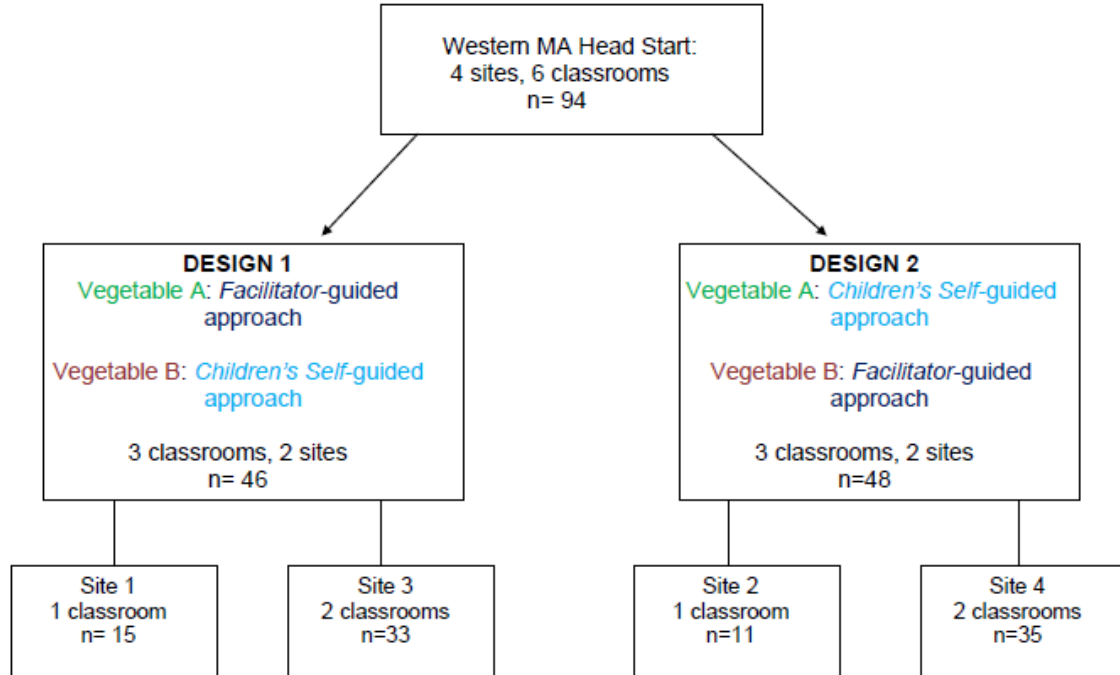 Western MA Head Start:
4 sites, 6 classrooms
n= 94
DESIGN 1
Vegetable A: Facilitator-guided
approach
Vegetable B: Children's Self-guided
approach
3 classrooms, 2 sites
n= 46
DESIGN 2
Vegetable A: Children's Self-guided
approach
Vegetable B: Facilitator-guided
approach
3 classrooms, 2 sites
n=48
Site 1
1 classroom
n= 15
Site 3
2 classrooms
n=33
Site 2
1 classroom
n=11
Site 4
2 classrooms
n=35